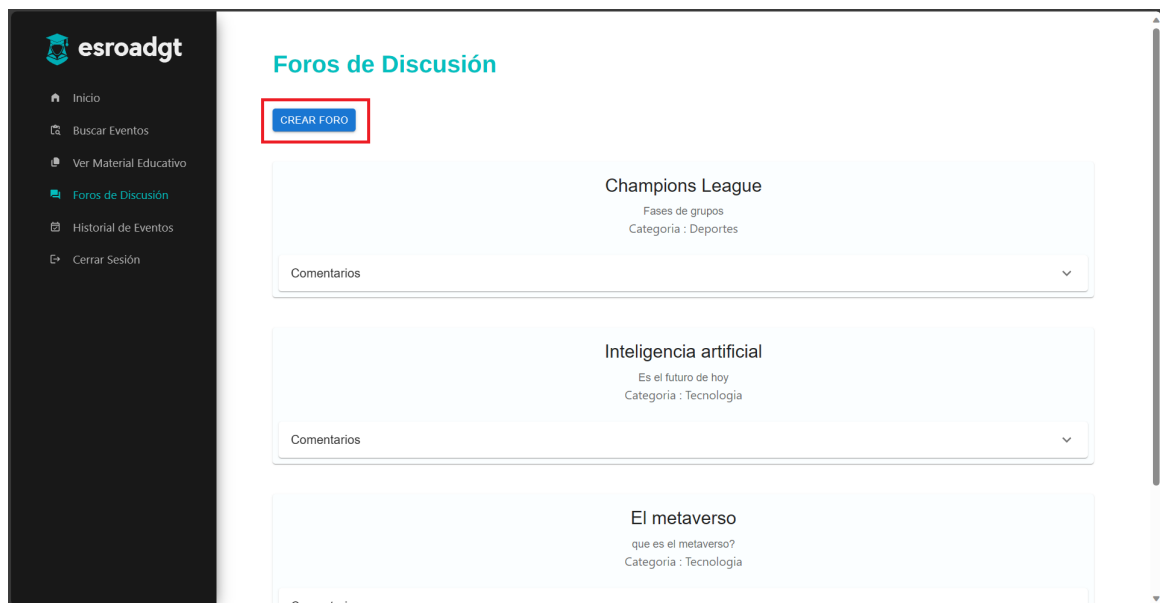 esroadgt
Inicio
Buscar Eventos
Ver Material Educativo
Foros de Discusión
Historial de Eventos
Cerrar Sesión
Foros de Discusión
CREAR FORO
Champions League
Fases de grupos
Categoria : Deportes
Comentarios
Inteligencia artificial
Es el futuro de hoy
Categoria : Tecnologia
Comentarios
El metaverso
que es el metaverso?
Categoria : Tecnologia